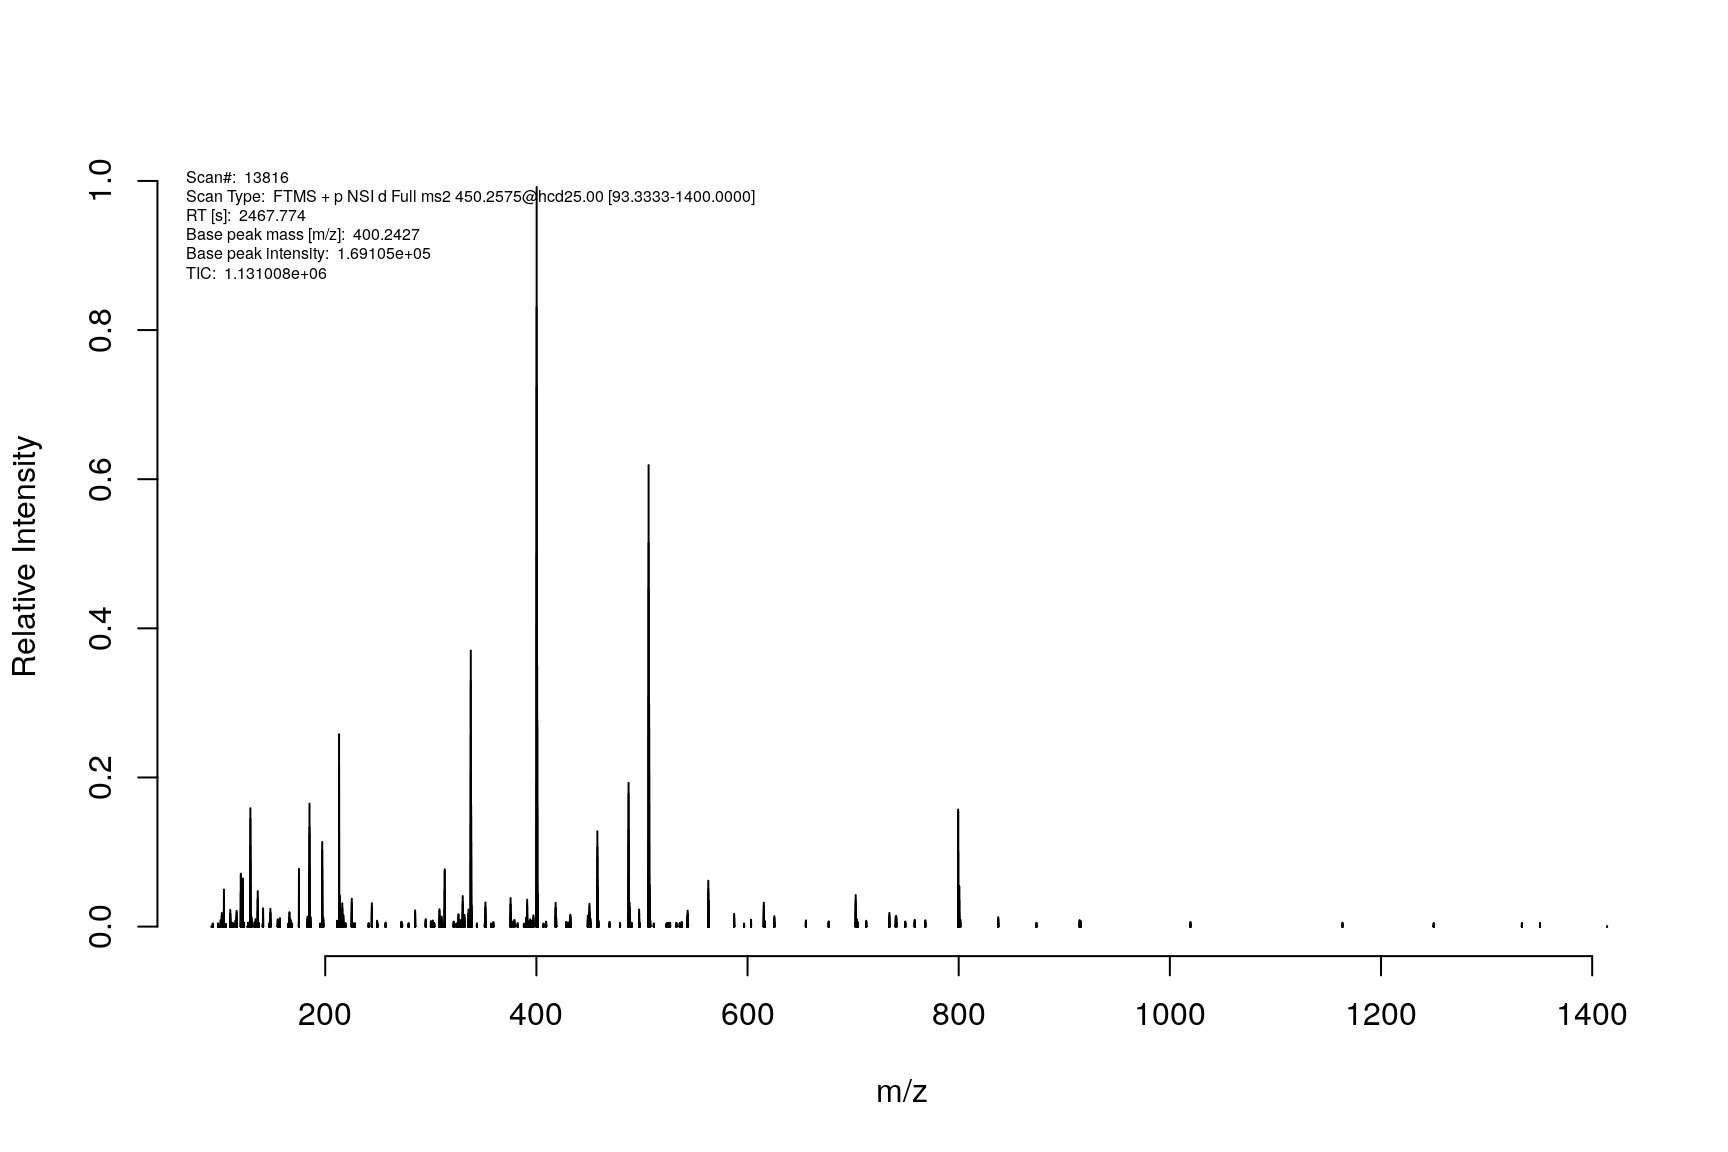 Scan#: 13816
Scan Type: FTMS + p NSI d Full ms2 450.2575@hcd25.00 [93.3333-1400.0000]
RT [s]: 2467.774
Base peak mass [m/z]: 400.2427
Base peak intensity: 1.69105e+05
TIC: 1.131008e+06
1.0
0.8
0.6
0.4
0.2
0.0
Relative Intensity
200 400 600 800 1000 1200 1400
m/z